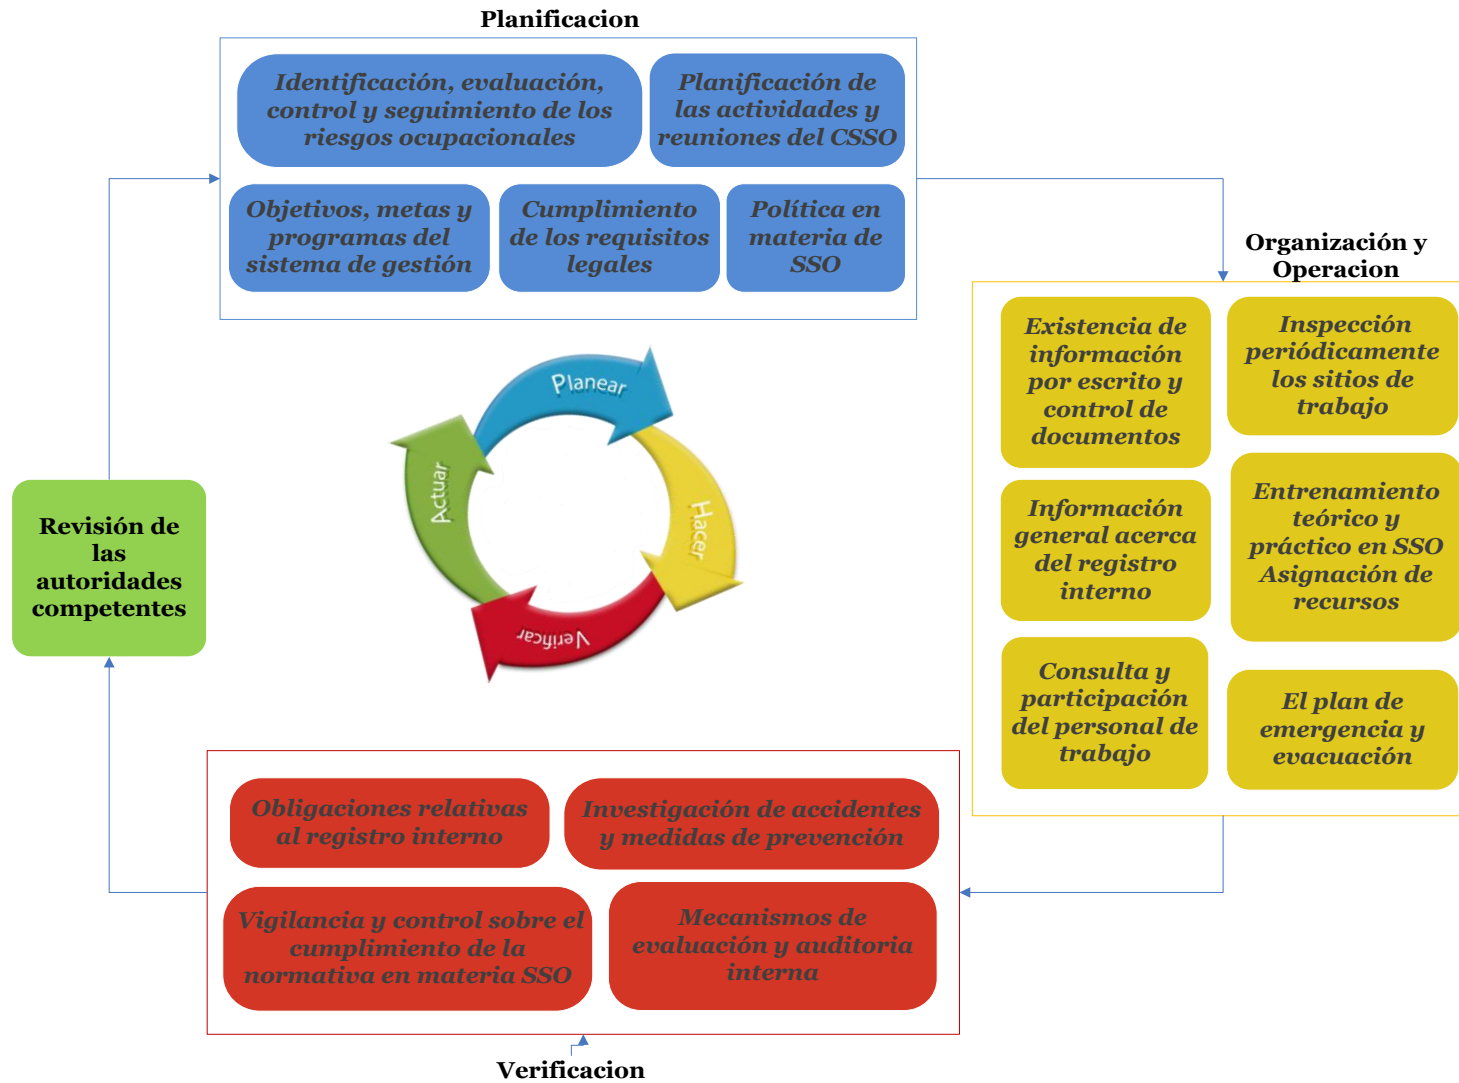 Planificacion
Identificación, evaluación,
control y seguimiento de los
riesgos ocupacionales
Planificación de
las actividades y
reuniones del CSSO
Objetivos, metas y
programas del
sistema de gestión
Cumplimiento
de los requisitos
legales
Política en
materia de
SSO
Organización y
Operacion
Existencia de
información
por escrito y
control de
documentos
Inspección
periódicamente
los sitios de
trabajo
Información
general acerca
del registro
interno
Entrenamiento
teórico y
práctico en SSO
Asignación de
recursos
Consulta y
participación
del personal de
trabajo
El plan de
emergencia y
evacuación
Planear
Hacer
Verificar
Actuar
Revisión de
las
autoridades
competentes
Obligaciones relativas
al registro interno
Investigación de accidentes
y medidas de prevención
Vigilancia y control sobre el
cumplimiento de la
normativa en materia SSO
Mecanismos de
evaluación y auditoria
interna
Verificacion